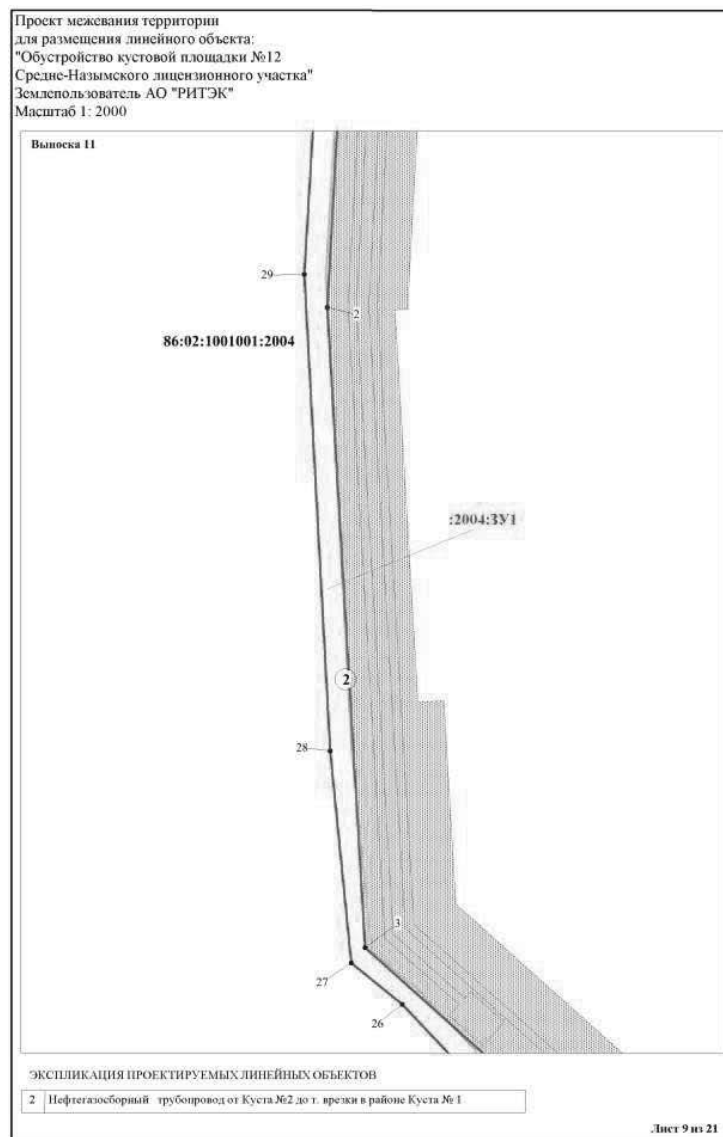 Проект межевания территории
для размещения линейного объекта:
"Обустройство кустовой площадки №12
Средне-Назымского лицензионного участка"
Землепользователь АО "РИТЭК"
Масштаб 1: 2000
Выноска 11
29
2
86:02:1001001:2004
:2004:ЗУ1
2
28
3
27
26
ЭКСПЛИКАЦИЯ ПРОЕКТИРУЕМЫХ ЛИНЕЙНЫХ ОБЪЕКТОВ
2 Нефтегазосборный трубопровод от Куста №2 до т. врезки в районе Куста № 1
Лист 9 из 21